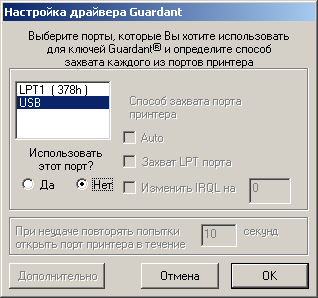 Настройка драйвера Guardant
Выберите порты, которые Вы хотите использовать
для ключей Guardant® и определите способ
захвата каждого из портов принтера
LPT1 ( 378h )
USB
Использовать
этот порт?
Да
Нет
Способ захвата порта
принтера
Auto
Захват LPT порта
Изменить IRQL на
0
При неудаче повторять попытки
открыть порт принтера в течение
10
секунд
Дополнительно
Отмена
OK